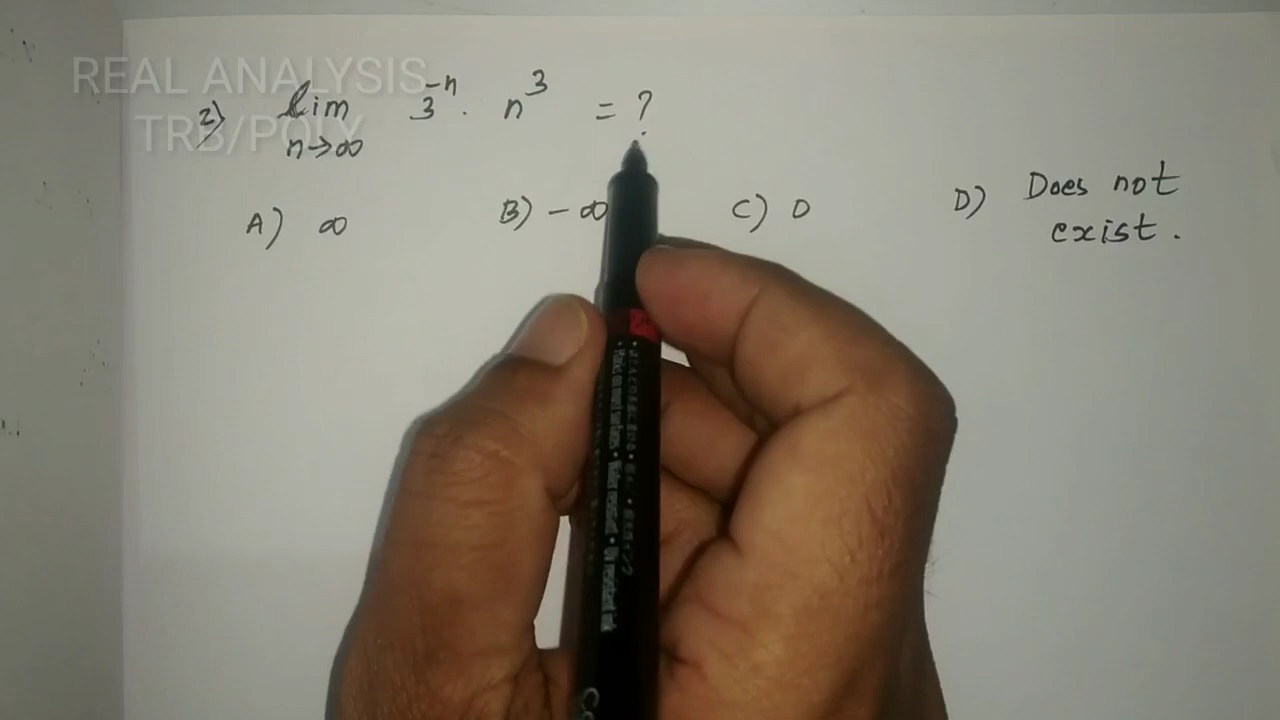 REAL ANALYSIS
TRB/POLY
2) lim n→∞ 3^{-n} . n^3 = ?
A) ∞ B) -∞ C) 0 D) Does not
exist.